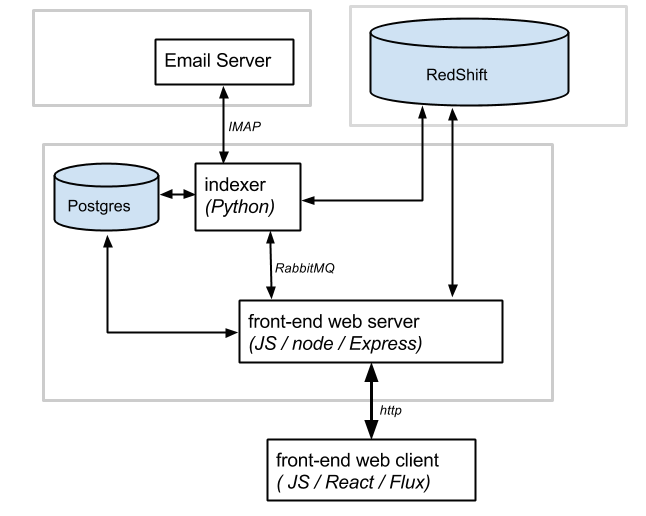 Email Server
RedShift
IMAP
indexer
(Python)
Postgres
RabbitMQ
front-end web server
(JS / node / Express)
http
front-end web client
( JS / React / Flux)